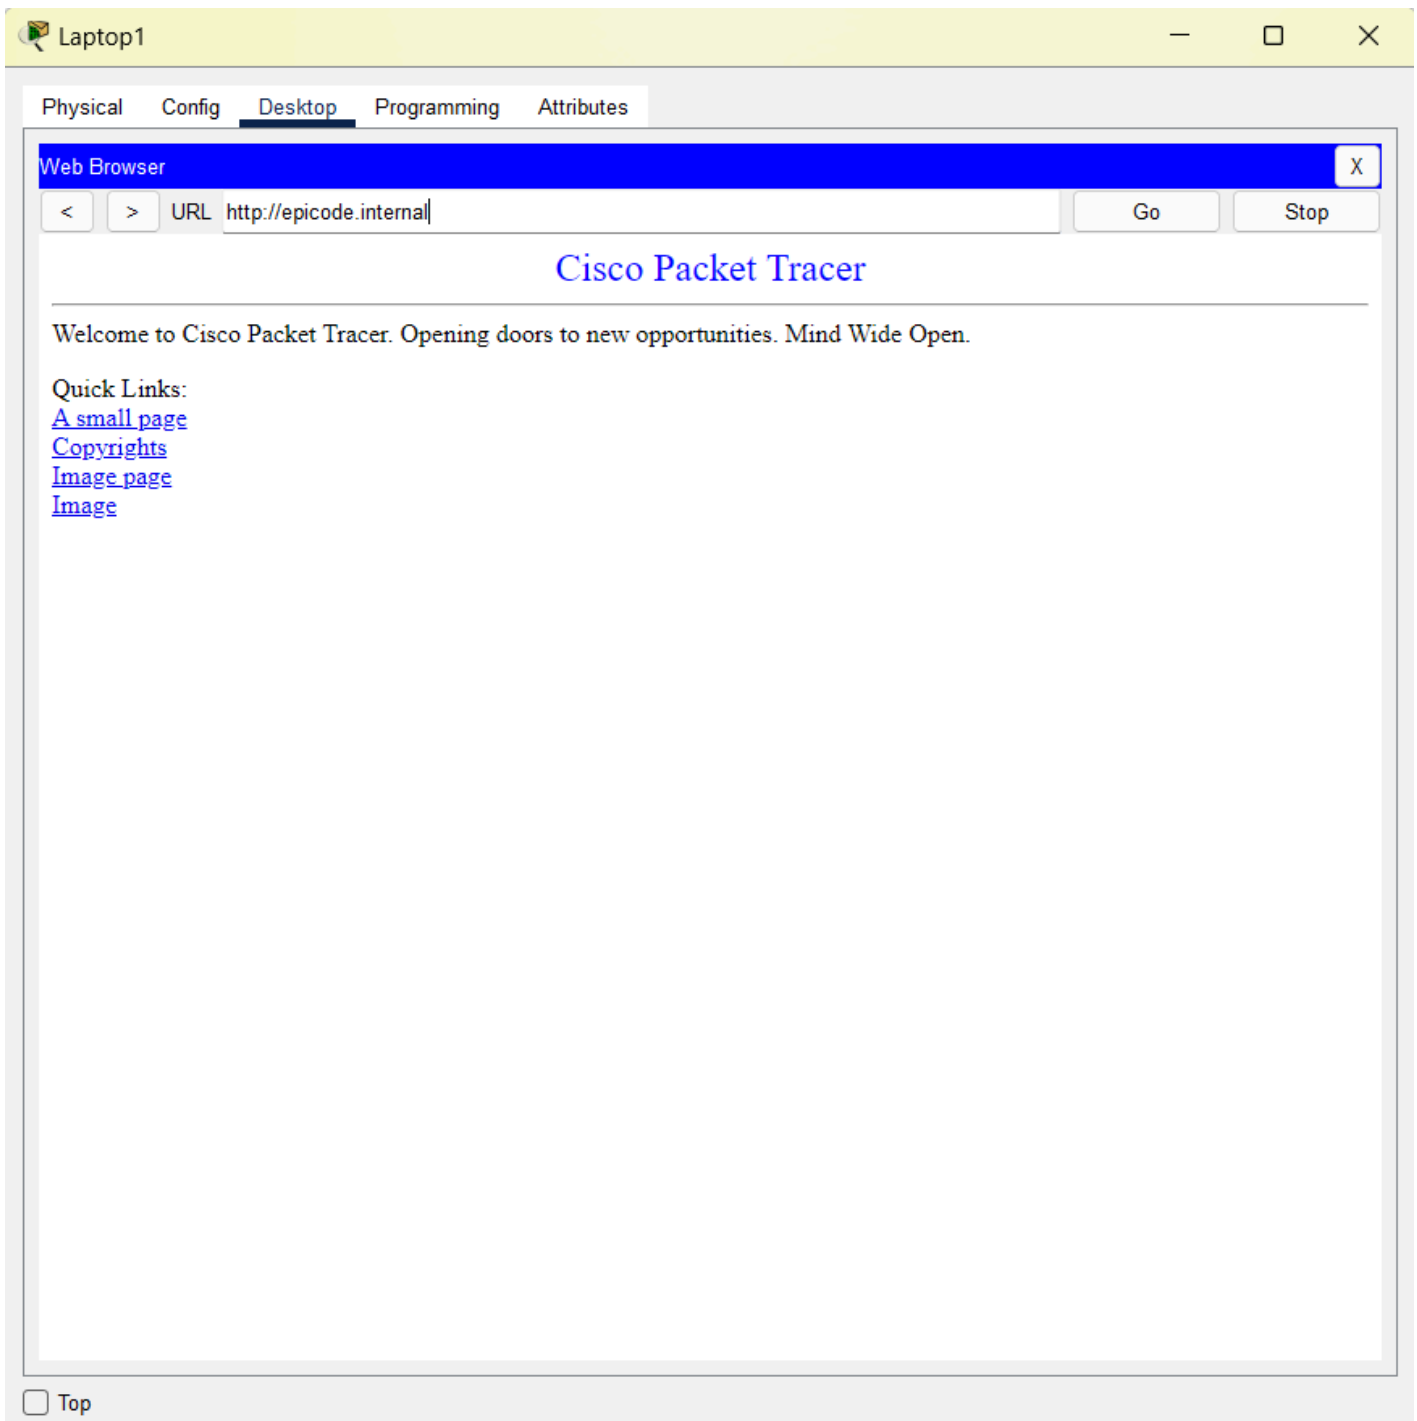 Laptop1
Physical Config Desktop Programming Attributes
Web Browser X
< > URL http://epicode.internal Go Stop
Cisco Packet Tracer
Welcome to Cisco Packet Tracer. Opening doors to new opportunities. Mind Wide Open.
Quick Links:
A small page
Copyrights
Image page
Image
Top